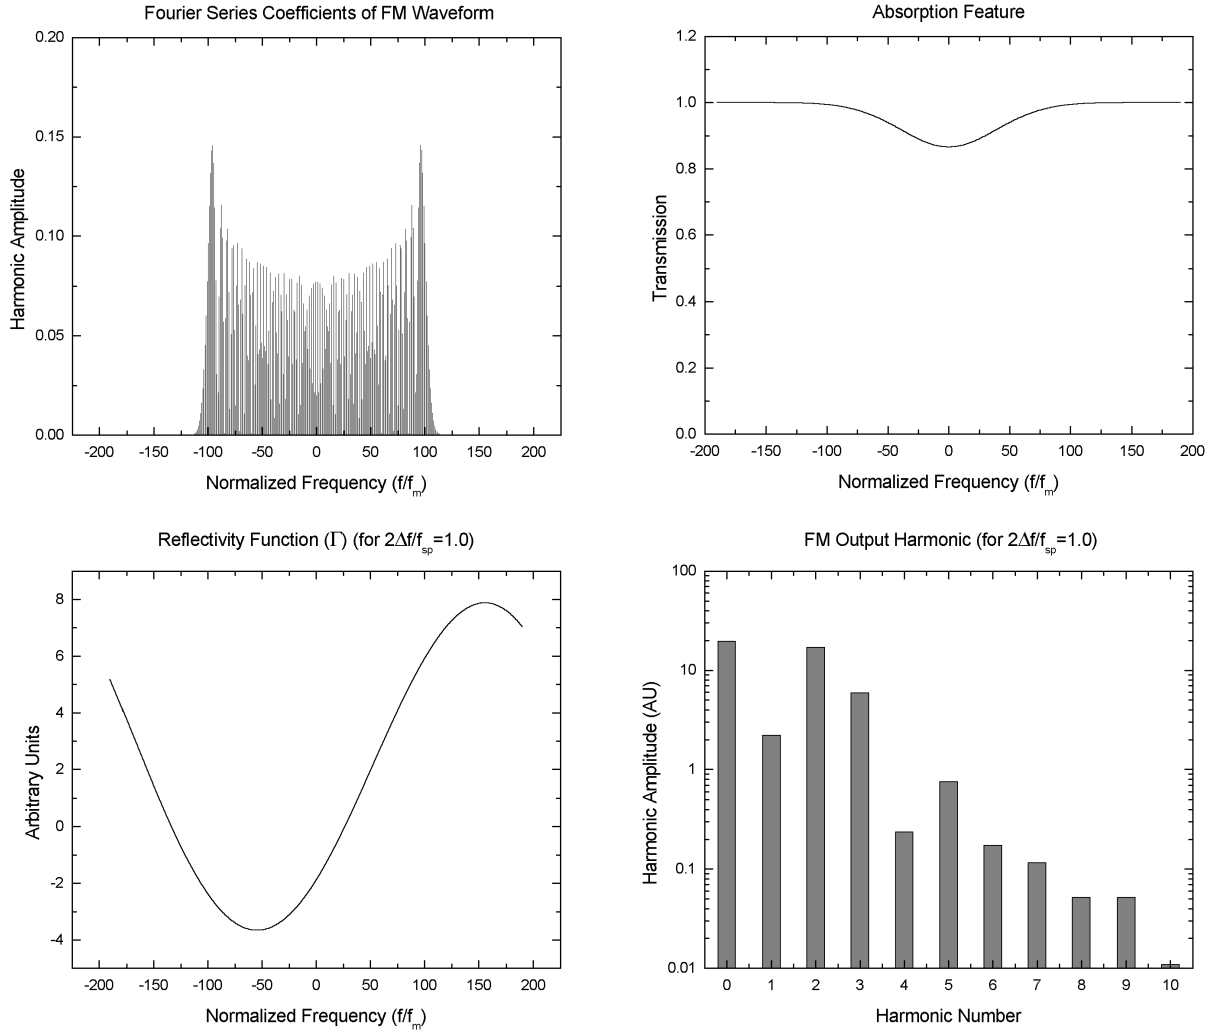 Fourier Series Coefficients of FM Waveform
0.20
0.15
0.10
0.05
0.00
Harmonic Amplitude
-200 -150 -100 -50 0 50 100 150 200
Normalized Frequency (f/fm)
Absorption Feature
1.2
1.0
0.8
0.6
0.4
0.2
0.0
Transmission
-200 -150 -100 -50 0 50 100 150 200
Normalized Frequency (f/fm)
Reflectivity Function (Γ) (for 2Δf/fsp=1.0)
8
6
4
2
0
-2
-4
Arbitrary Units
-200 -150 -100 -50 0 50 100 150 200
Normalized Frequency (f/fm)
FM Output Harmonic (for 2Δf/fsp=1.0)
100
10
1
0.1
0.01
Harmonic Amplitude (AU)
0 1 2 3 4 5 6 7 8 9 10
Harmonic Number